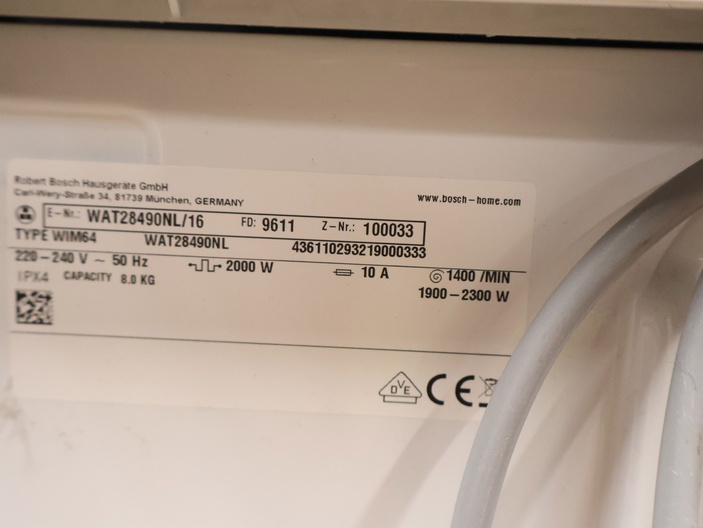 Robert Bosch Hausgeräte GmbH
Carl-Wery-Straße 34, 81739 München, GERMANY
www.bosch-home.com
E-Nr.: WAT28490NL/16 FD: 9611 Z-Nr.: 100033
TYPE WIM64 WAT28490NL 436110293219000333
220-240 V ~ 50 Hz 2000 W 10 A 1400 /MIN
IPX4 CAPACITY 8.0 KG 1900-2300 W
DVE CE